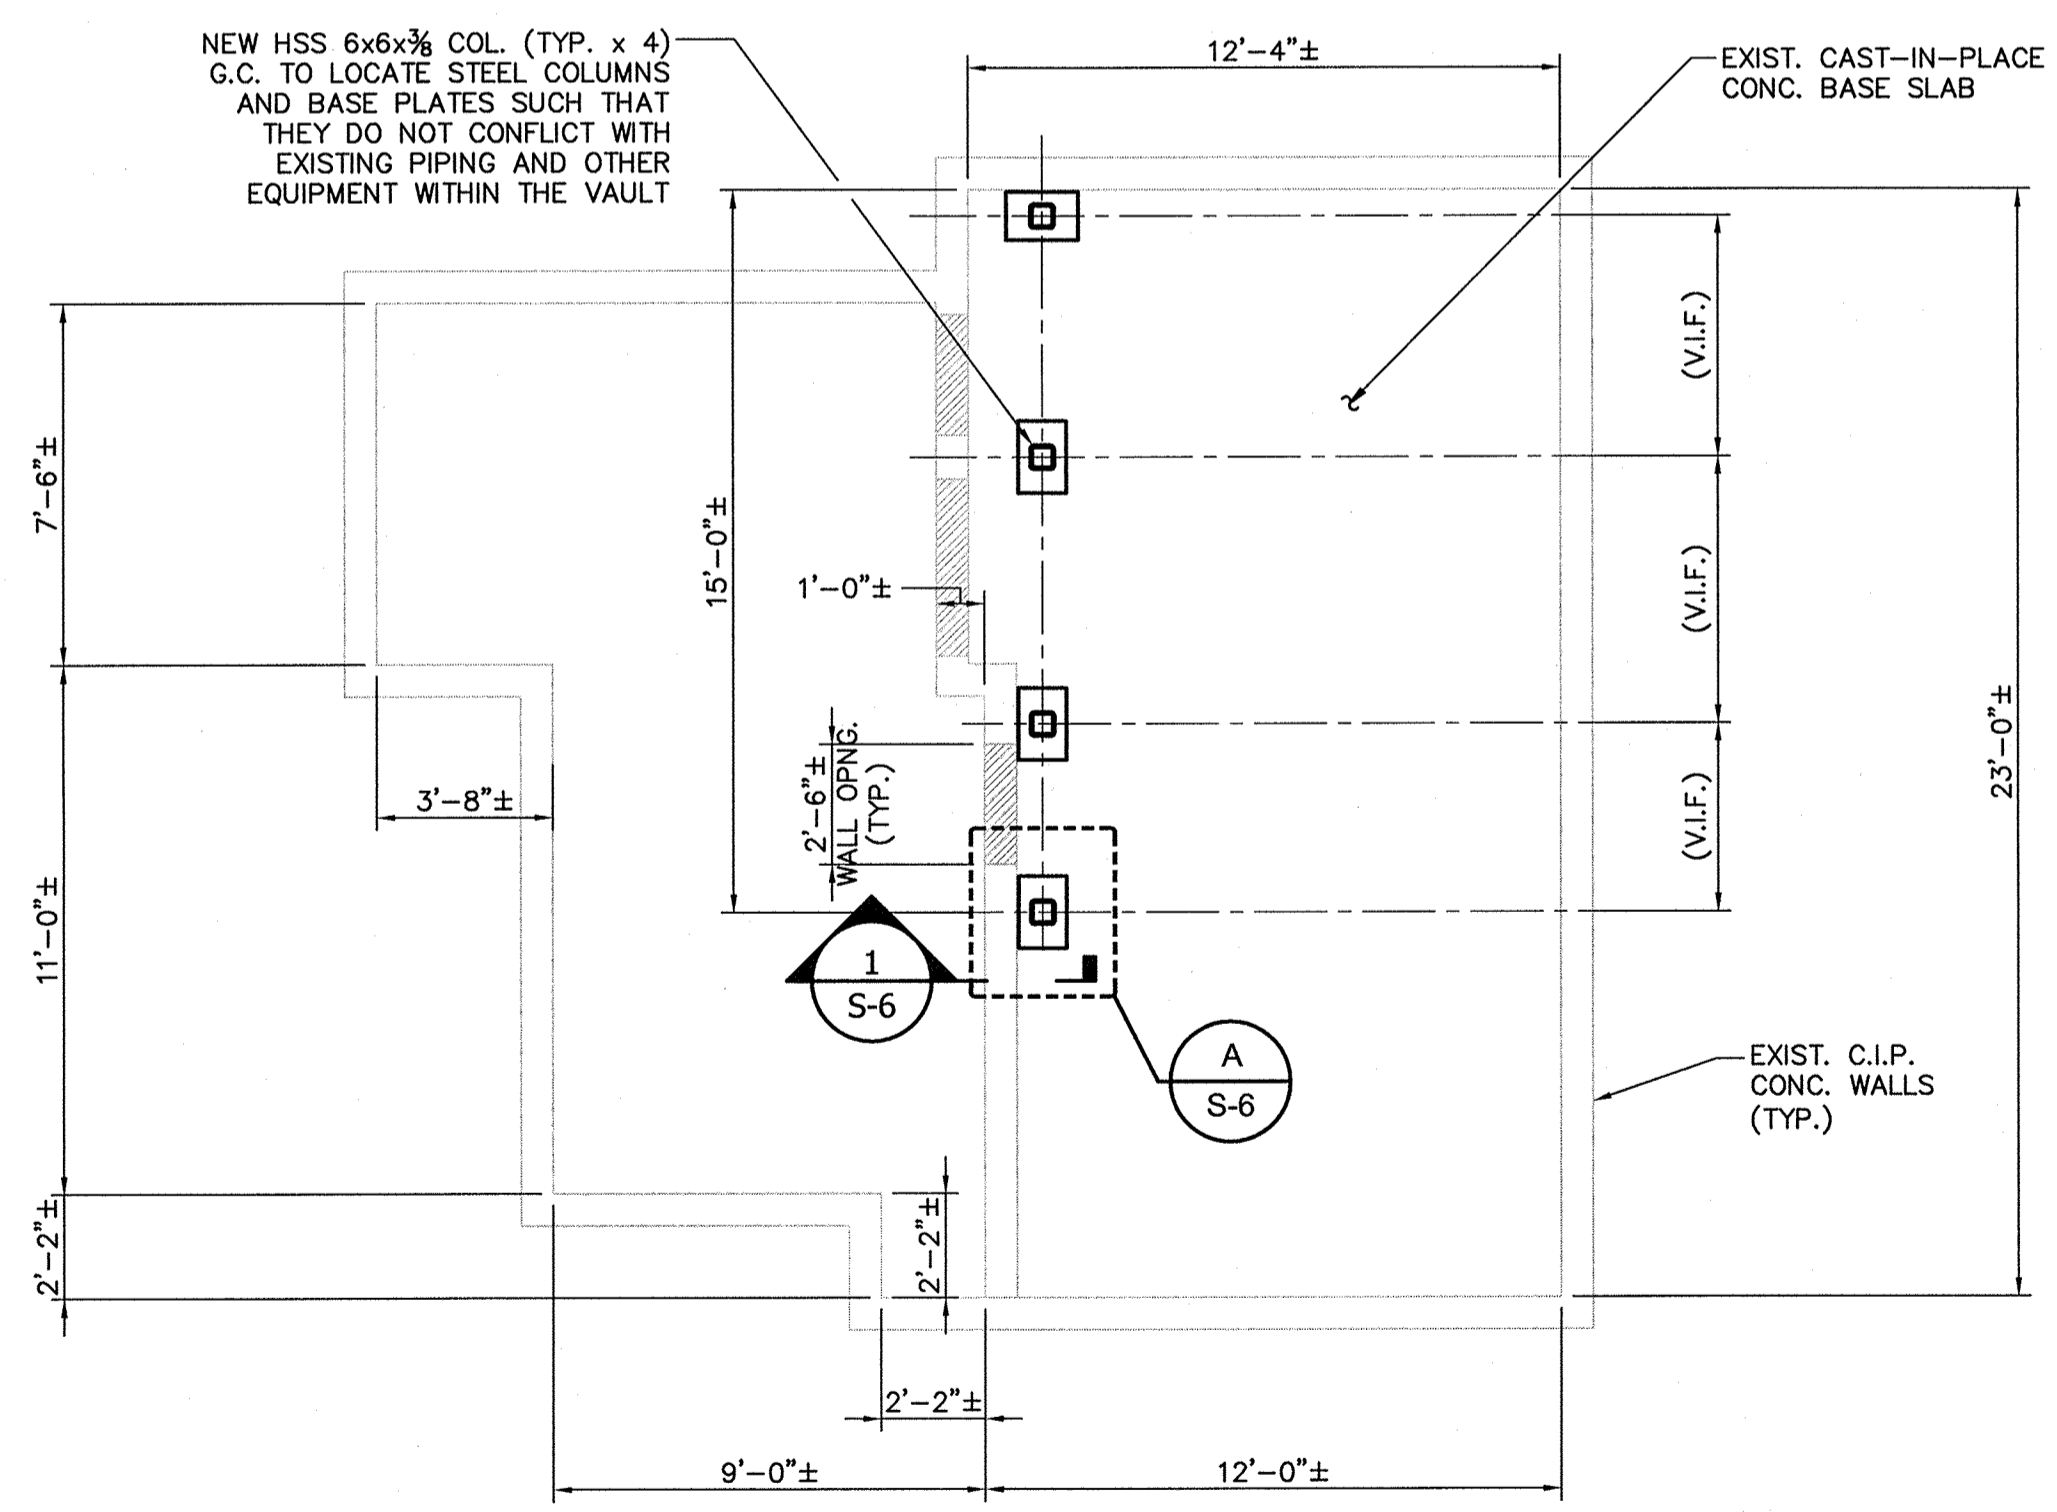 NEW HSS 6x6x⅜ COL. (TYP. x 4)
G.C. TO LOCATE STEEL COLUMNS
AND BASE PLATES SUCH THAT
THEY DO NOT CONFLICT WITH
EXISTING PIPING AND OTHER
EQUIPMENT WITHIN THE VAULT
12'-4"±
EXIST. CAST-IN-PLACE
CONC. BASE SLAB
7'-6"±
15'-0"±
1'-0"±
(V.I.F.)
(V.I.F.)
(V.I.F.)
23'-0"±
3'-8"±
2'-6"±
WALL OPNG.
(TYP.)
11'-0"±
1
S-6
A
S-6
EXIST. C.I.P.
CONC. WALLS
(TYP.)
2'-2"±
2'-2"±
2'-2"±
9'-0"±
12'-0"±